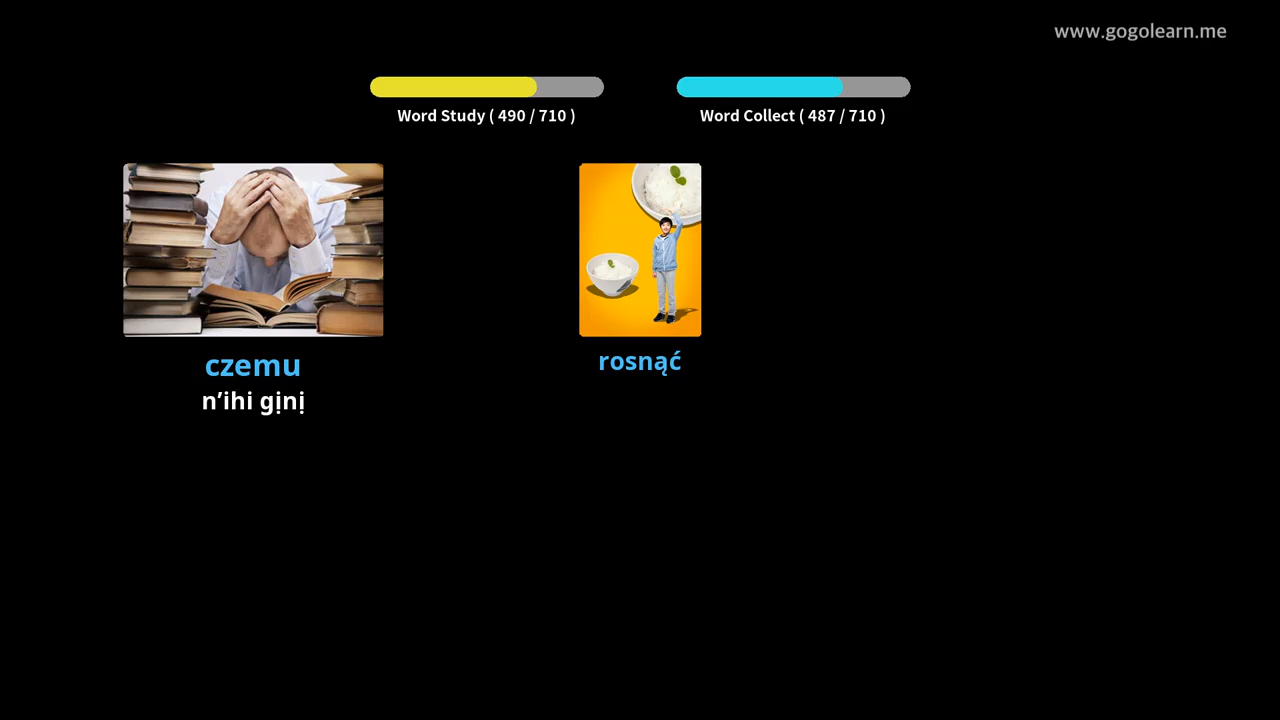 www.gogolearn.me
Word Study ( 490 / 710 )
Word Collect ( 487 / 710 )
czemu
n’ihi gịnị
rosnąć